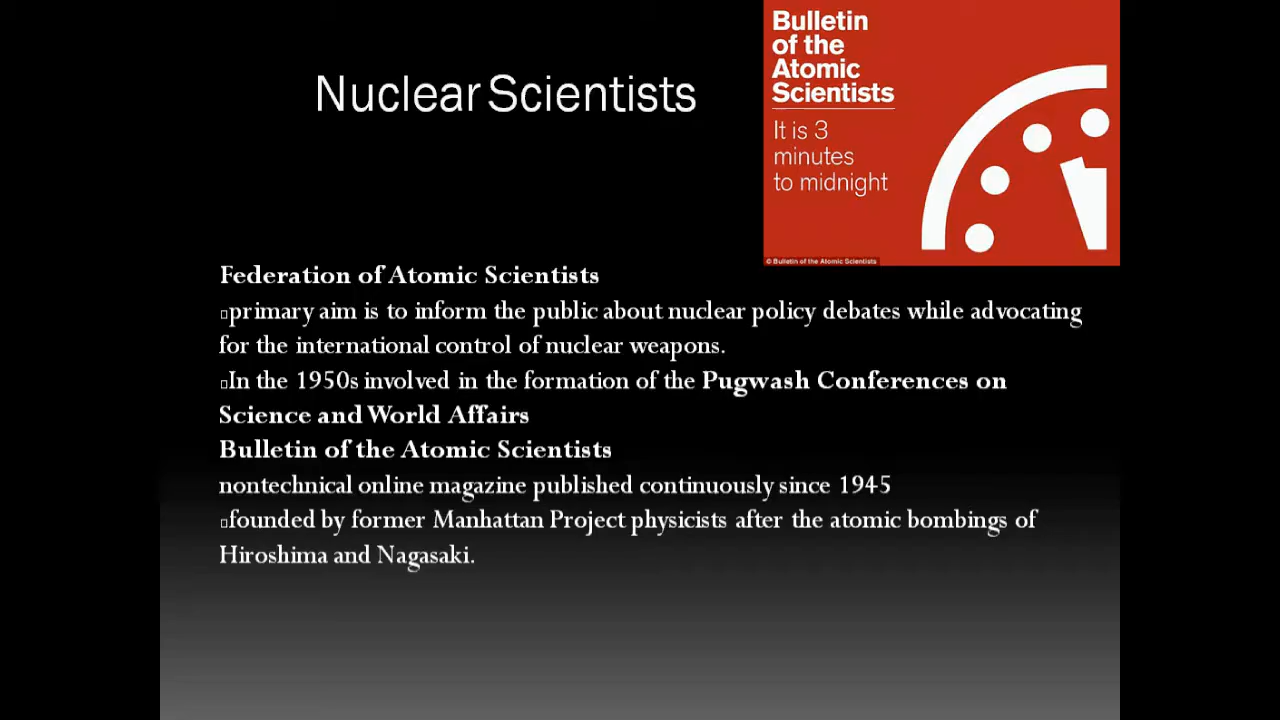 Nuclear Scientists
Bulletin
of the
Atomic
Scientists
It is 3
minutes
to midnight
© Bulletin of the Atomic Scientists
Federation of Atomic Scientists
▯primary aim is to inform the public about nuclear policy debates while advocating
for the international control of nuclear weapons.
▯In the 1950s involved in the formation of the Pugwash Conferences on
Science and World Affairs
Bulletin of the Atomic Scientists
nontechnical online magazine published continuously since 1945
▯founded by former Manhattan Project physicists after the atomic bombings of
Hiroshima and Nagasaki.